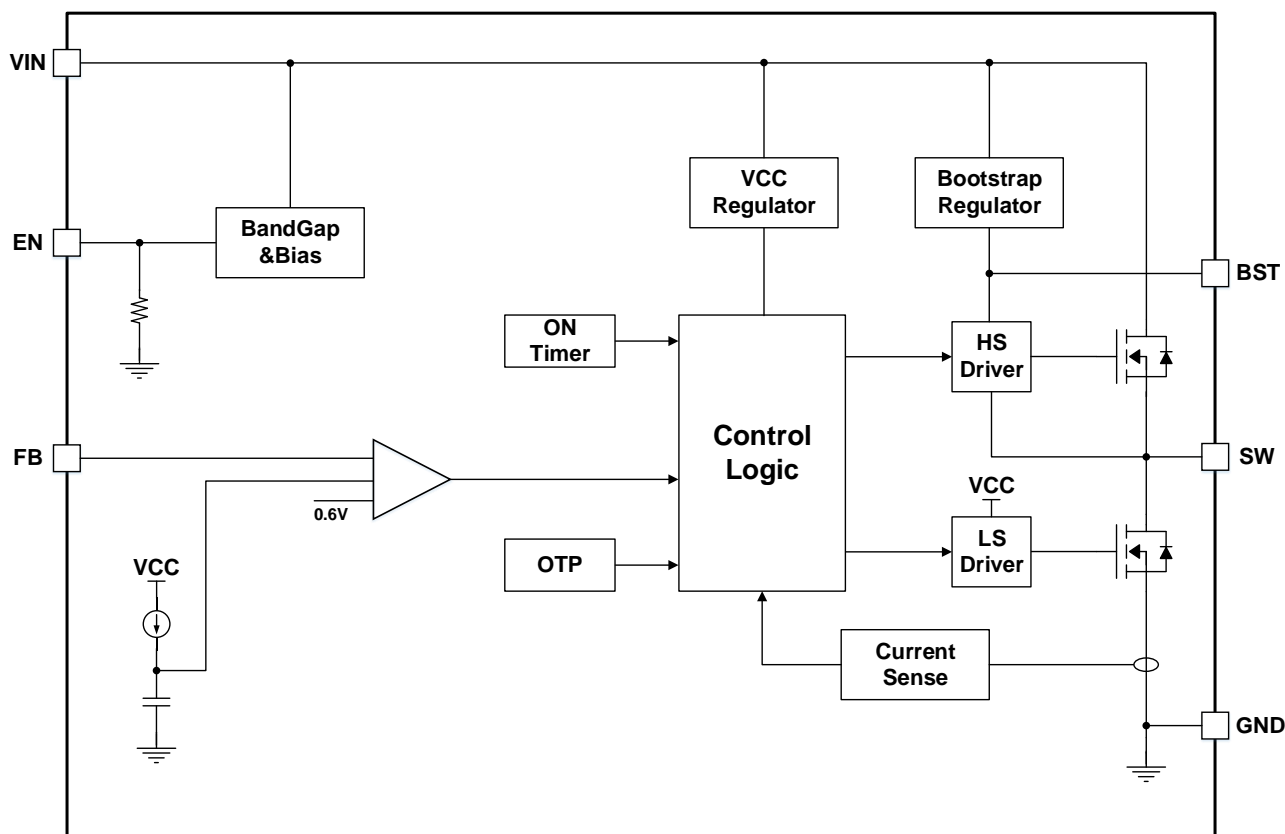 VIN
VCC
Regulator
Bootstrap
Regulator
BandGap
&Bias
EN
BST
ON
Timer
HS
Driver
Control
Logic
FB
SW
0.6V
VCC
LS
Driver
OTP
VCC
Current
Sense
GND